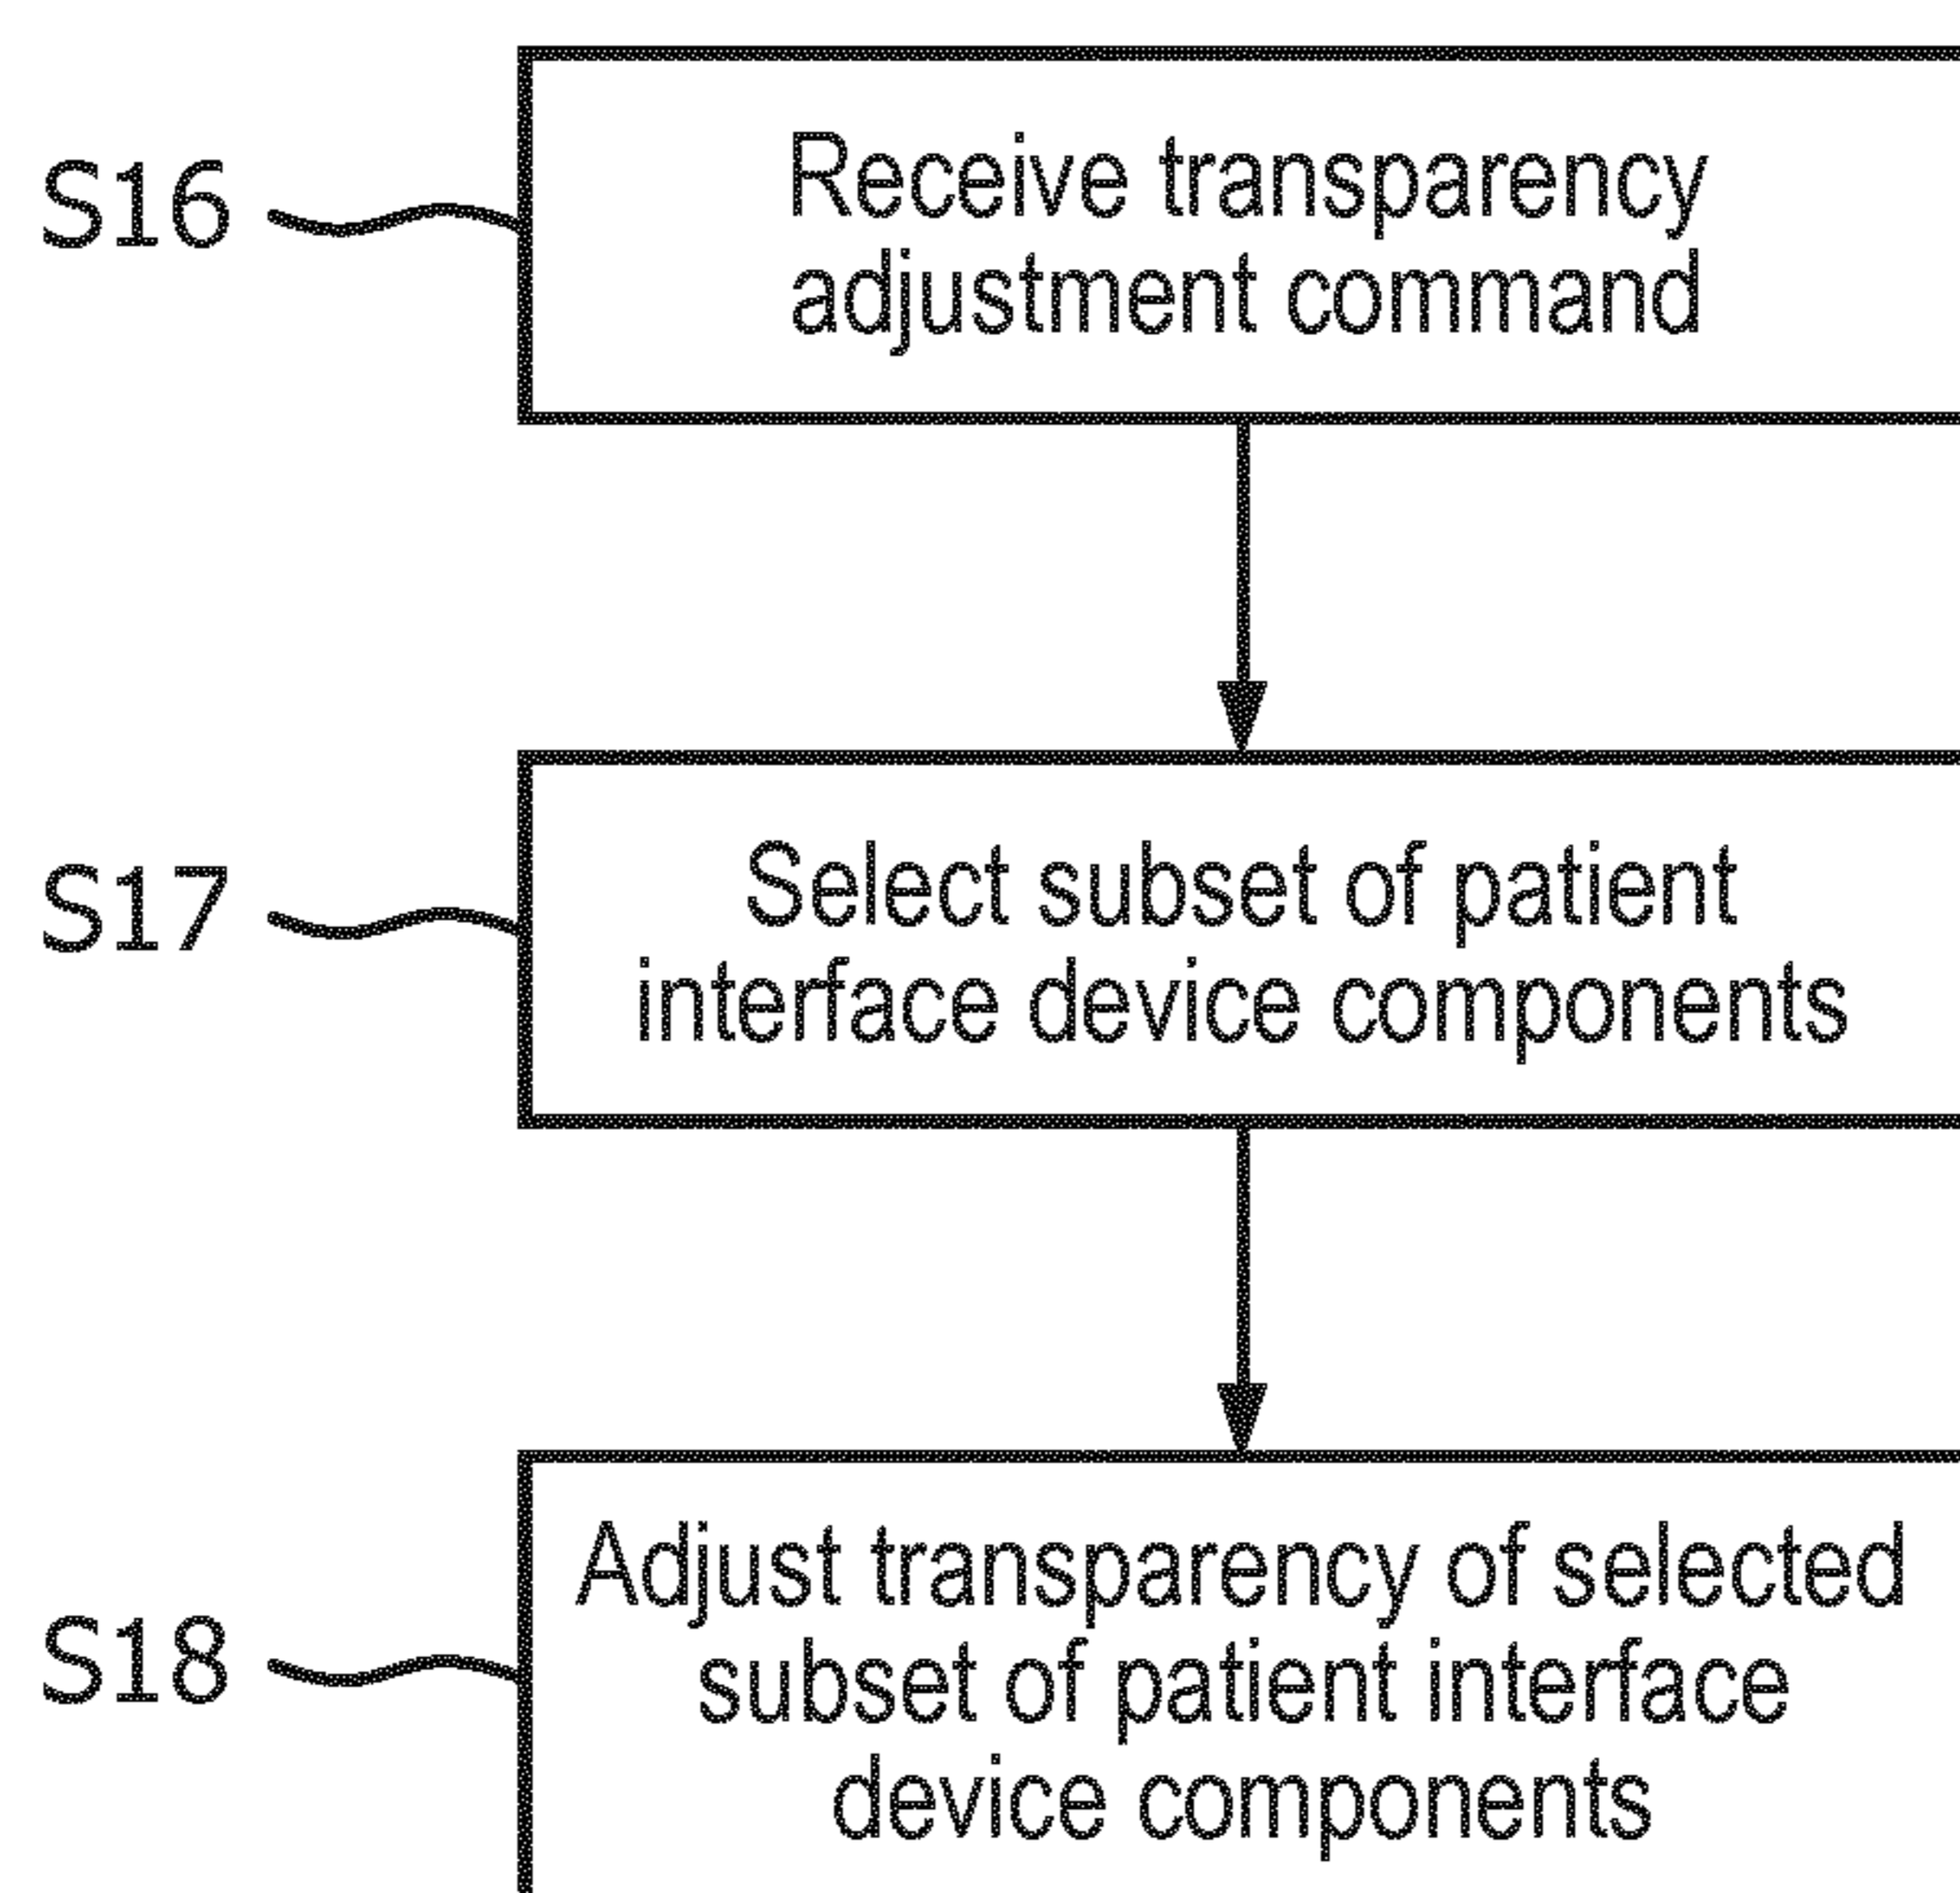 S16
Receive transparency
adjustment command
S17
Select subset of patient
interface device components
S18
Adjust transparency of selected
subset of patient interface
device components